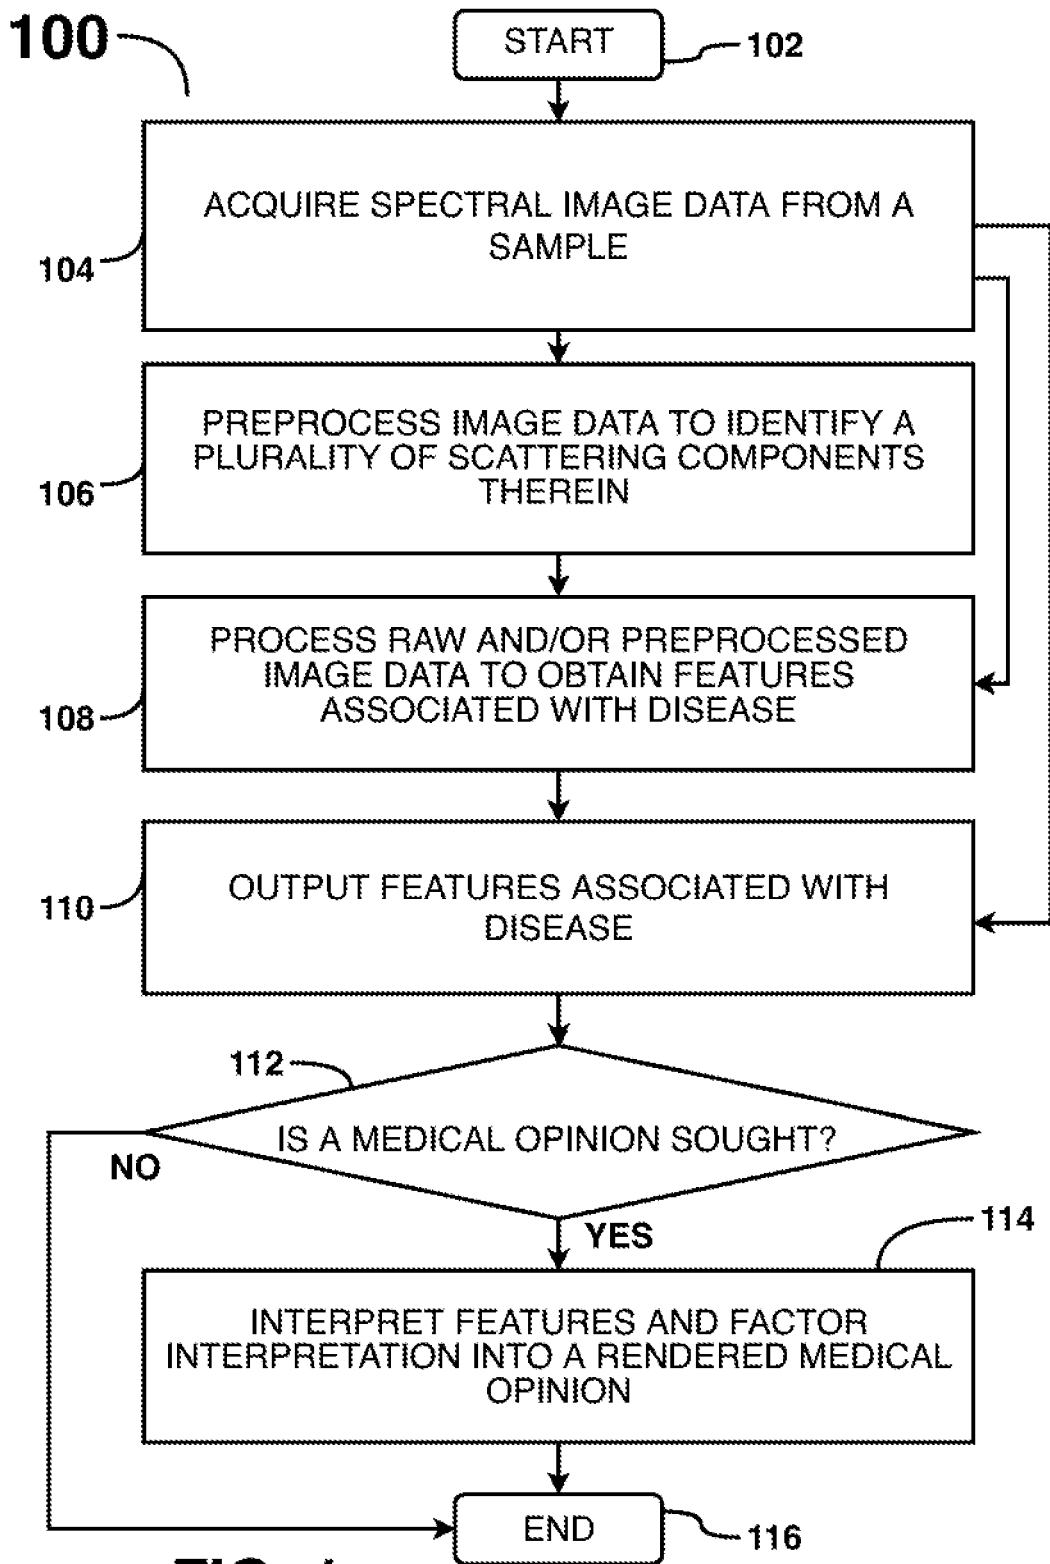 100
START
102
ACQUIRE SPECTRAL IMAGE DATA FROM A
SAMPLE
104
PREPROCESS IMAGE DATA TO IDENTIFY A
PLURALITY OF SCATTERING COMPONENTS
THEREIN
106
PROCESS RAW AND/OR PREPROCESSED
IMAGE DATA TO OBTAIN FEATURES
ASSOCIATED WITH DISEASE
108
OUTPUT FEATURES ASSOCIATED WITH
DISEASE
110
112
IS A MEDICAL OPINION SOUGHT?
NO
YES
114
INTERPRET FEATURES AND FACTOR
INTERPRETATION INTO A RENDERED MEDICAL
OPINION
END
116